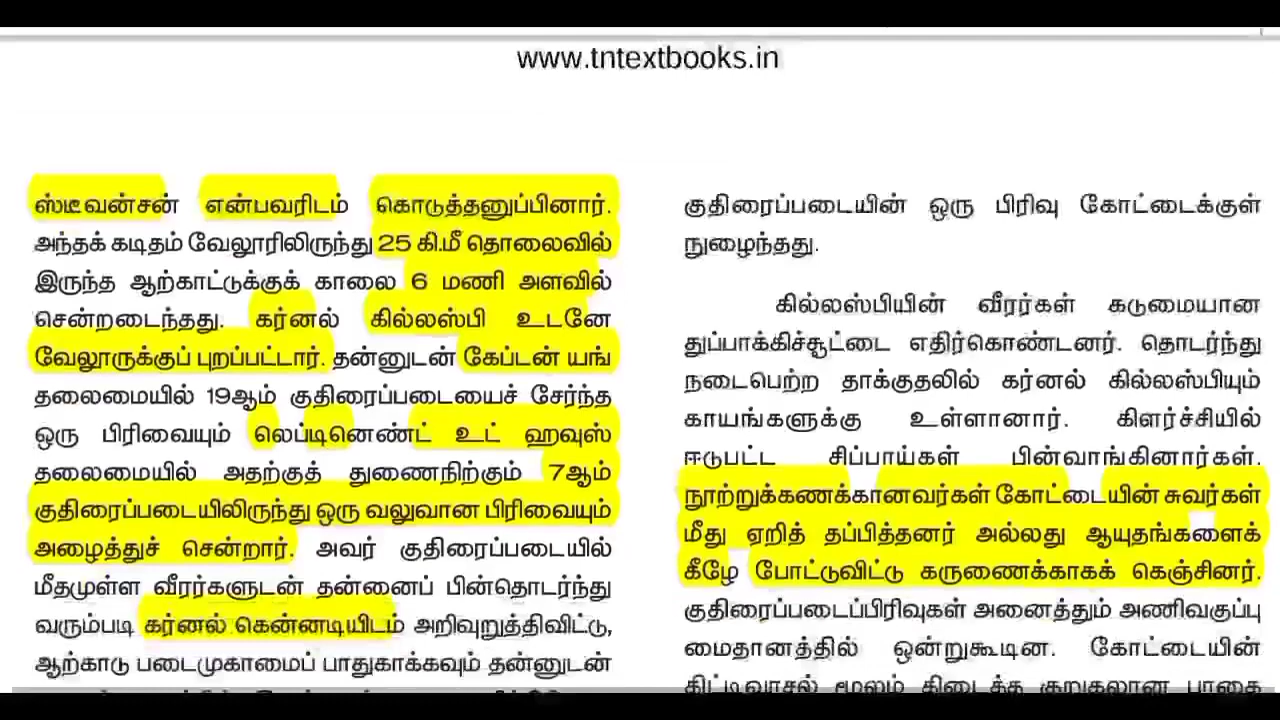 www.tntextbooks.in
ஸ்டீவன்சன் என்பவரிடம் கொடுத்தனுப்பினார்.
அந்தக் கடிதம் வேலூரிலிருந்து 25 கி.மீ தொலைவில்
இருந்த ஆற்காட்டுக்குக் காலை 6 மணி அளவில்
சென்றடைந்தது. கர்னல் கில்லஸ்பி உடனே
வேலூருக்குப் புறப்பட்டார். தன்னுடன் கேப்டன் யங்
தலைமையில் 19ஆம் குதிரைப்படையைச் சேர்ந்த
ஒரு பிரிவையும் லெப்டினெண்ட் உட் ஹவுஸ்
தலைமையில் அதற்குத் துணைநிற்கும் 7ஆம்
குதிரைப்படையிலிருந்து ஒரு வலுவான பிரிவையும்
அழைத்துச் சென்றார். அவர் குதிரைப்படையில்
மீதமுள்ள வீரர்களுடன் தன்னைப் பின்தொடர்ந்து
வரும்படி கர்னல் கென்னடியிடம் அறிவுறுத்திவிட்டு,
ஆற்காடு படைமுகாமைப் பாதுகாக்கவும் தன்னுடன்
குதிரைப்படையின் ஒரு பிரிவு கோட்டைக்குள்
நுழைந்தது.
கில்லஸ்பியின் வீரர்கள் கடுமையான
துப்பாக்கிச்சூட்டை எதிர்கொண்டனர். தொடர்ந்து
நடைபெற்ற தாக்குதலில் கர்னல் கில்லஸ்பியும்
காயங்களுக்கு உள்ளானார். கிளர்ச்சியில்
ஈடுபட்ட சிப்பாய்கள் பின்வாங்கினார்கள்.
நூற்றுக்கணக்கானவர்கள் கோட்டையின் சுவர்கள்
மீது ஏறித் தப்பித்தனர் அல்லது ஆயுதங்களைக்
கீழே போட்டுவிட்டு கருணைக்காகக் கெஞ்சினர்.
குதிரைப்படைப்பிரிவுகள் அனைத்தும் அணிவகுப்பு
மைதானத்தில் ஒன்றுகூடின. கோட்டையின்
திட்டிவாசல் மூலம் கிடைத்த குறுகலான பாதை